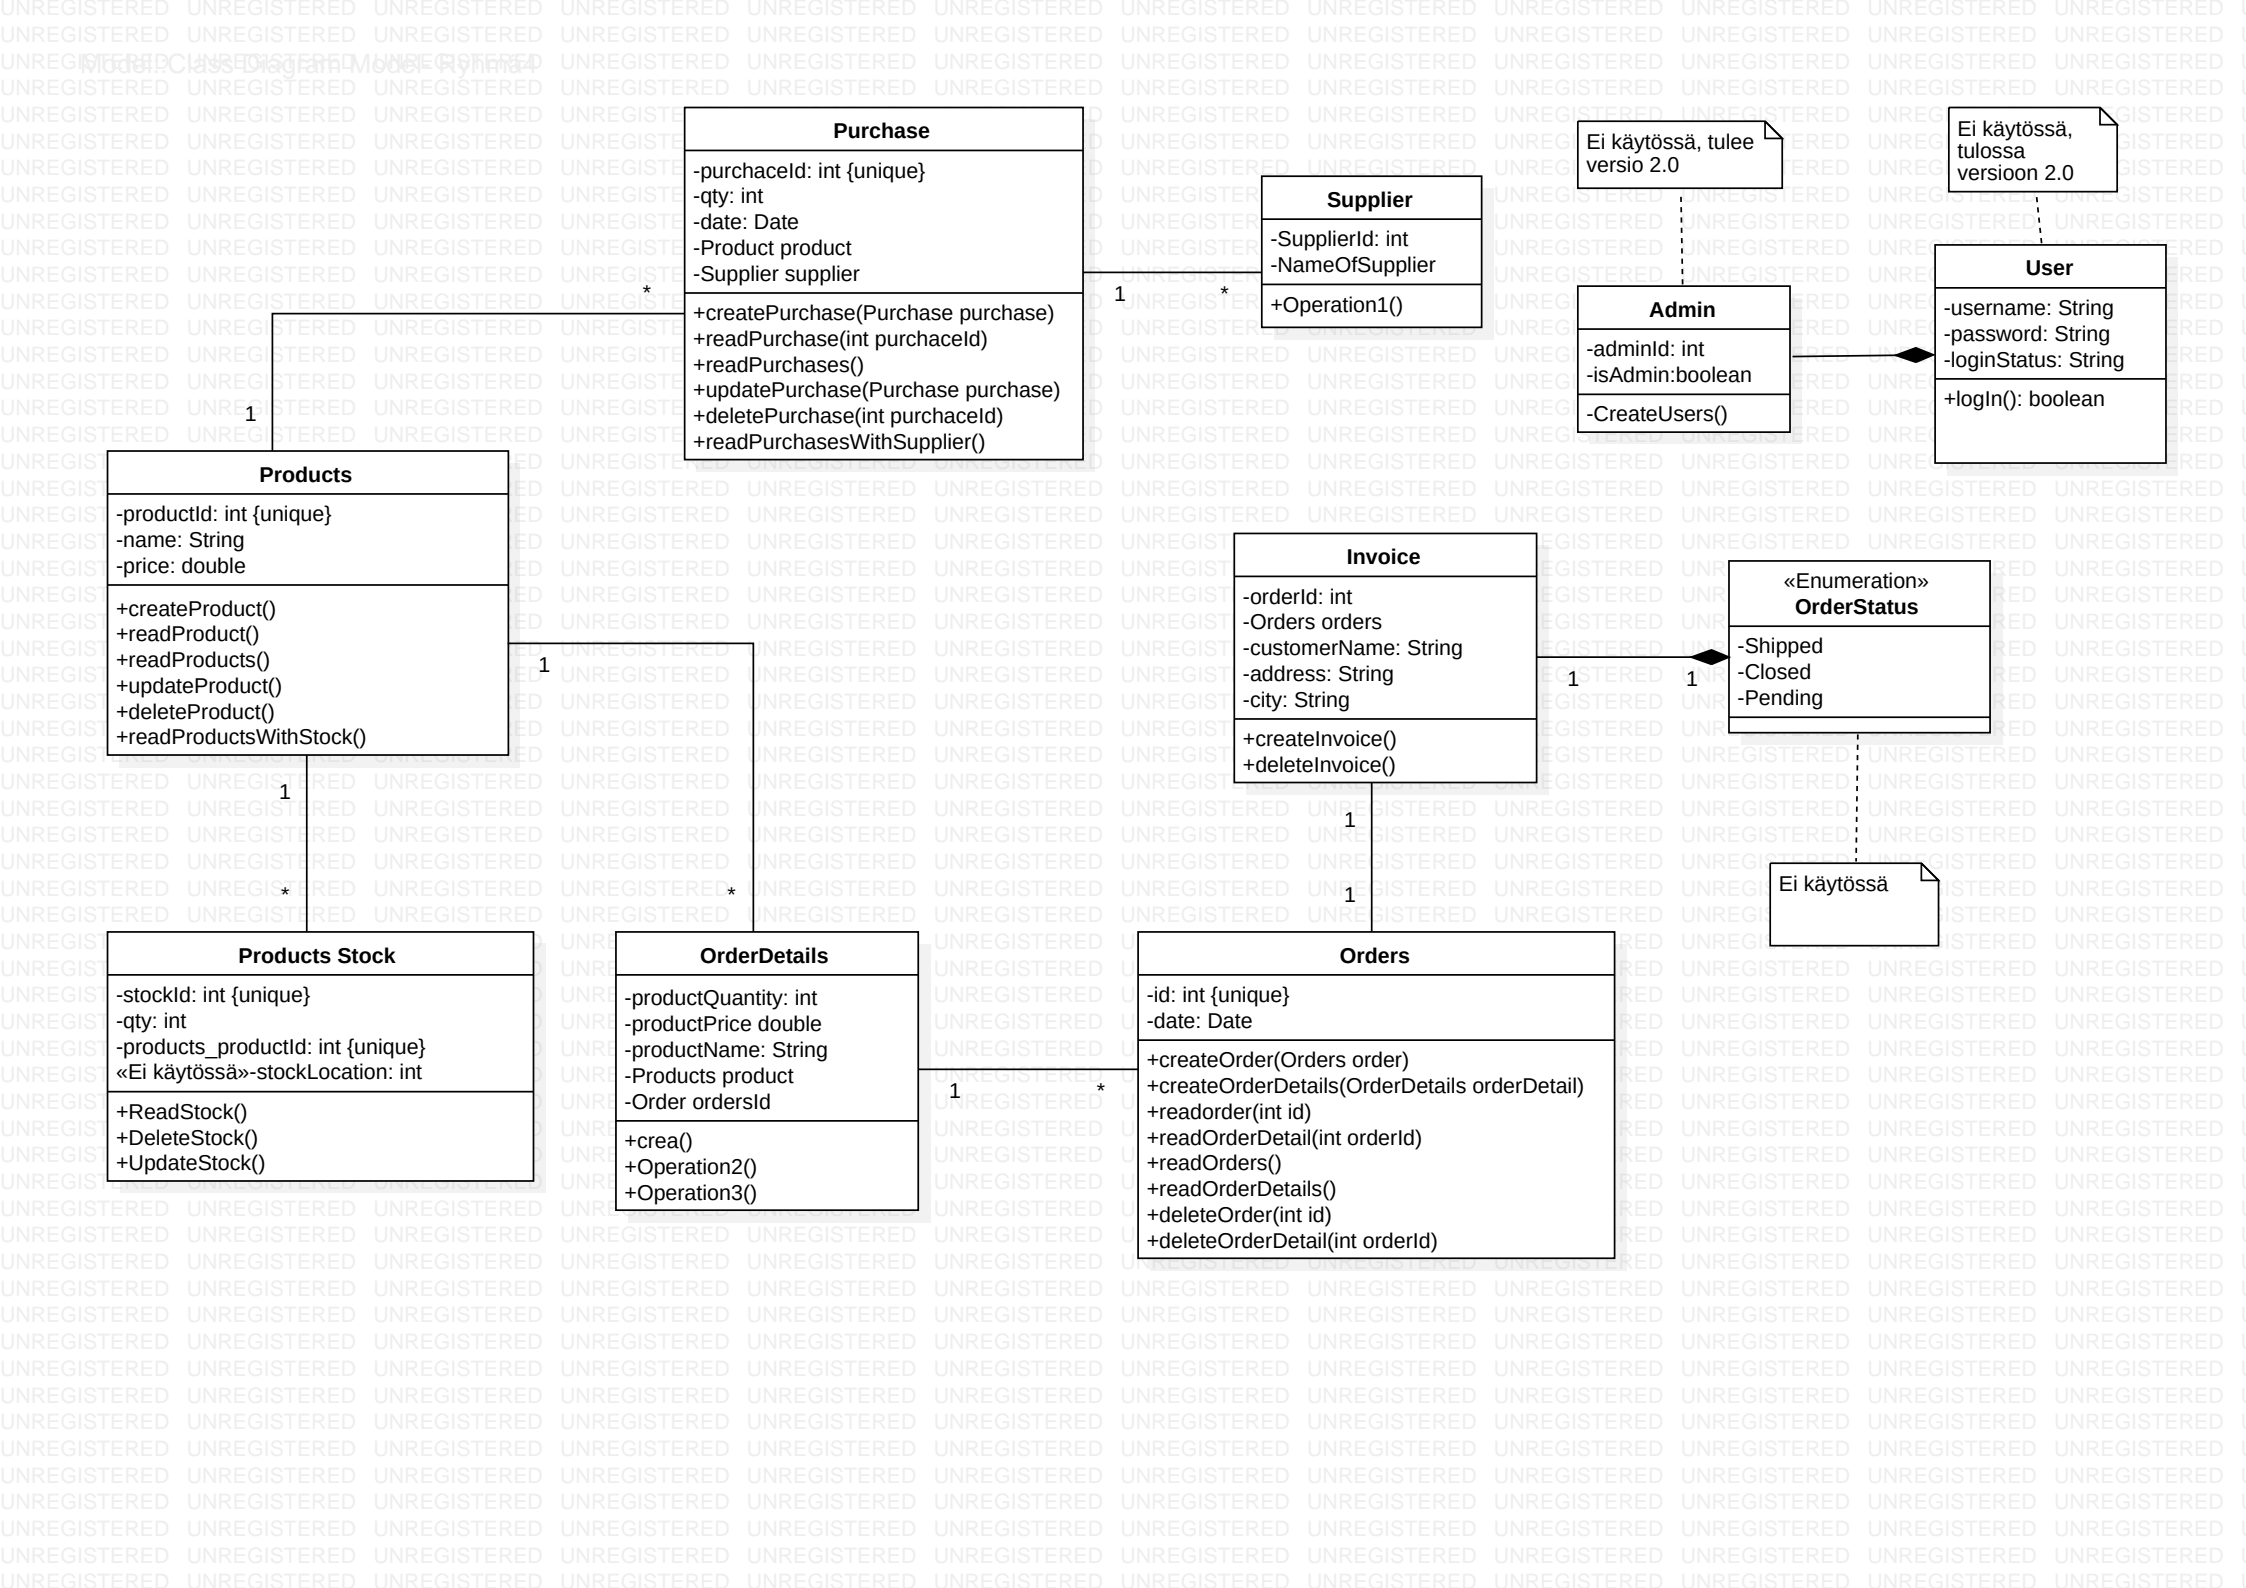 Model::Class Diagram Model- Ryhmä4
Purchase
-purchaceId: int {unique}
-qty: int
-date: Date
-Product product
-Supplier supplier
+createPurchase(Purchase purchase)
+readPurchase(int purchaceId)
+readPurchases()
+updatePurchase(Purchase purchase)
+deletePurchase(int purchaceId)
+readPurchasesWithSupplier()
Supplier
-SupplierId: int
-NameOfSupplier
+Operation1()
1
*
Ei käytössä, tulee
versio 2.0
Ei käytössä,
tulossa
versioon 2.0
Admin
-adminId: int
-isAdmin:boolean
-CreateUsers()
User
-username: String
-password: String
-loginStatus: String
+logIn(): boolean
*
1
Products
-productId: int {unique}
-name: String
-price: double
+createProduct()
+readProduct()
+readProducts()
+updateProduct()
+deleteProduct()
+readProductsWithStock()
1
*
1
*
Invoice
-orderId: int
-Orders orders
-customerName: String
-address: String
-city: String
+createInvoice()
+deleteInvoice()
1
1
«Enumeration»
OrderStatus
-Shipped
-Closed
-Pending
Ei käytössä
1
1
Products Stock
-stockId: int {unique}
-qty: int
-products_productId: int {unique}
«Ei käytössä»-stockLocation: int
+ReadStock()
+DeleteStock()
+UpdateStock()
OrderDetails
-productQuantity: int
-productPrice double
-productName: String
-Products product
-Order ordersId
+crea()
+Operation2()
+Operation3()
1
*
Orders
-id: int {unique}
-date: Date
+createOrder(Orders order)
+createOrderDetails(OrderDetails orderDetail)
+readorder(int id)
+readOrderDetail(int orderId)
+readOrders()
+readOrderDetails()
+deleteOrder(int id)
+deleteOrderDetail(int orderId)
UNREGISTERED